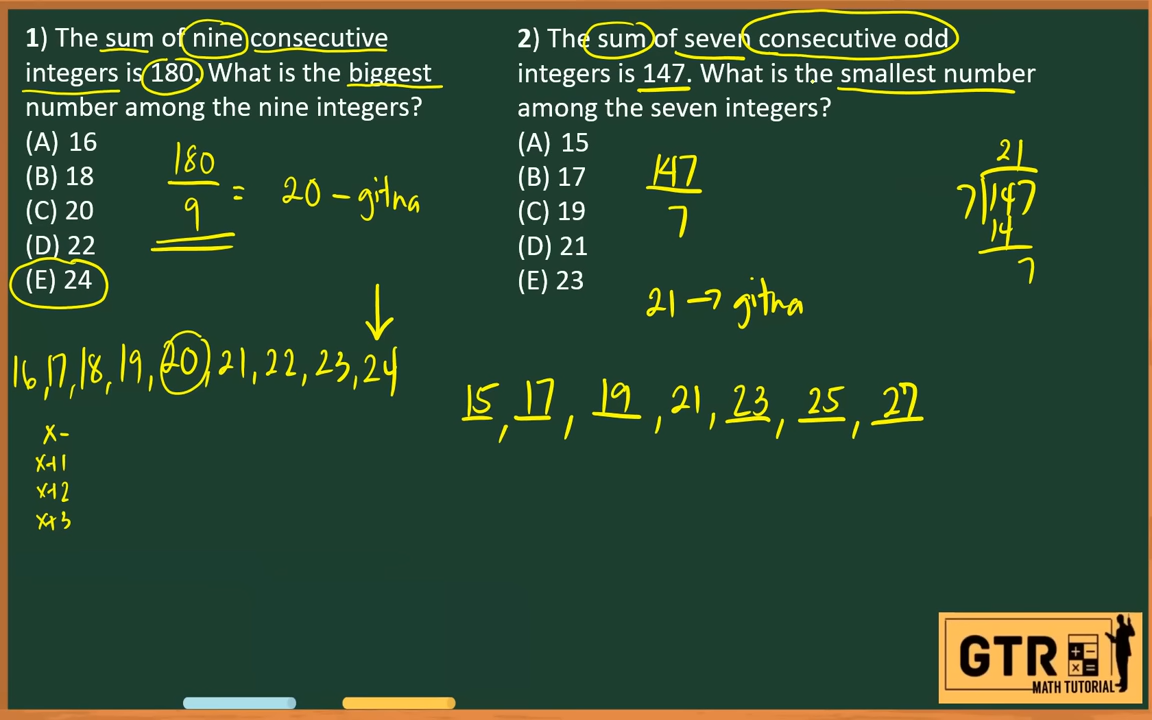 1) The sum of nine consecutive
integers is 180. What is the biggest
number among the nine integers?
(A) 16
(B) 18
(C) 20
(D) 22
(E) 24
180
9
= 20 - gitna
16, 17, 18, 19, 20, 21, 22, 23, 24
x-
x+1
x+2
x+3
2) The sum of seven consecutive odd
integers is 147. What is the smallest number
among the seven integers?
(A) 15
(B) 17
(C) 19
(D) 21
(E) 23
147
7
21
7 147
14
7
21 → gitna
15, 17, 19, 21, 23, 25, 27
GTR
MATH TUTORIAL